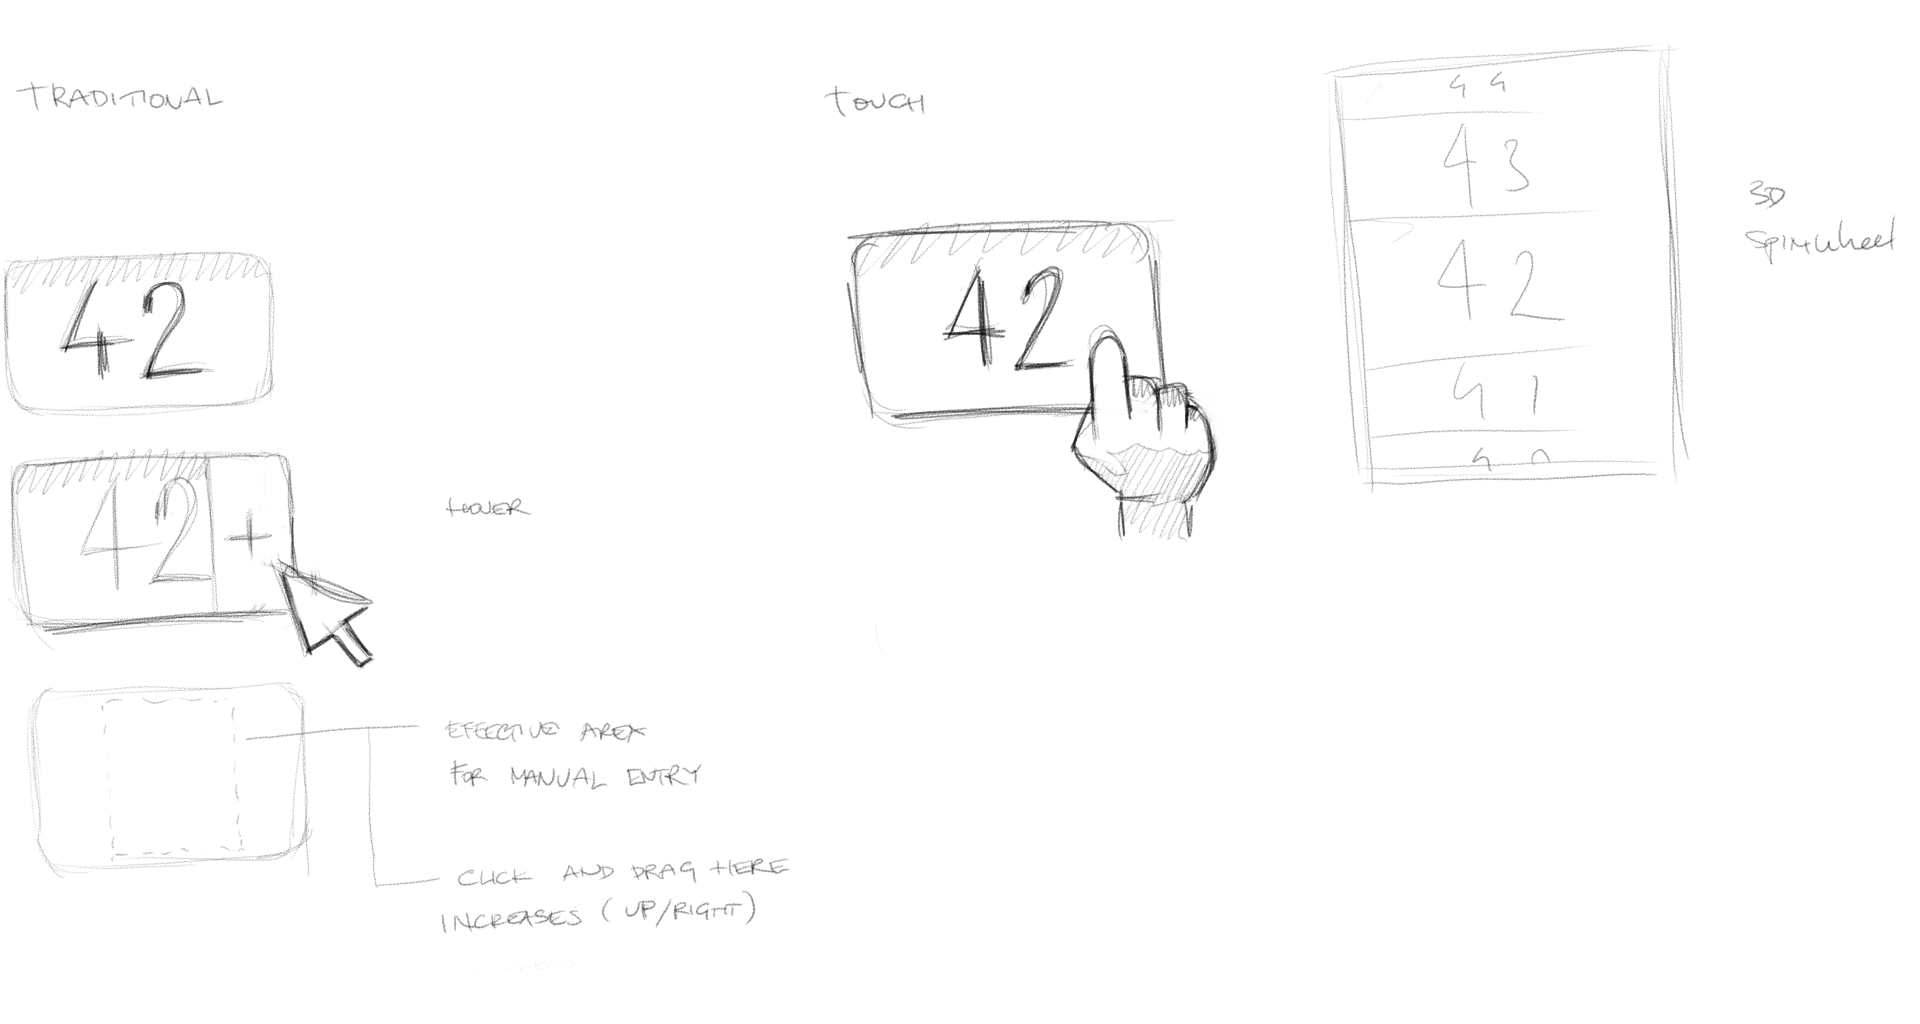 TRADITIONAL
42
42 +
HOVER
EFFECTIVE AREA
FOR MANUAL ENTRY
CLICK AND DRAG HERE
INCREASES (UP/RIGHT)
TOUCH
42
44
43
42
41
40
3D
SPINWHEEL